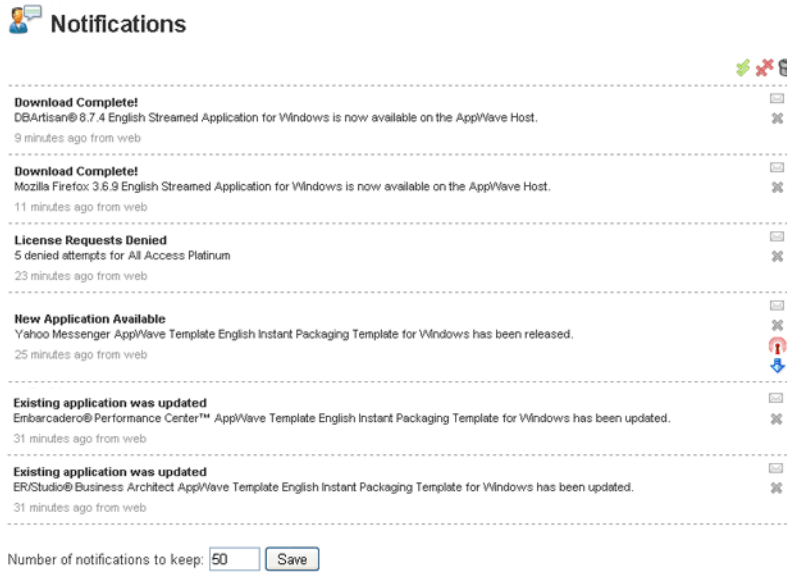 Notifications
Download Complete!
DBArtisan® 8.7.4 English Streamed Application for Windows is now available on the AppWave Host.
9 minutes ago from web
Download Complete!
Mozilla Firefox 3.6.9 English Streamed Application for Windows is now available on the AppWave Host.
11 minutes ago from web
License Requests Denied
5 denied attempts for All Access Platinum
23 minutes ago from web
New Application Available
Yahoo Messenger AppWave Template English Instant Packaging Template for Windows has been released.
25 minutes ago from web
Existing application was updated
Embarcadero® Performance Center™ AppWave Template English Instant Packaging Template for Windows has been updated.
31 minutes ago from web
Existing application was updated
ER/Studio® Business Architect AppWave Template English Instant Packaging Template for Windows has been updated.
31 minutes ago from web
Number of notifications to keep: 50 Save